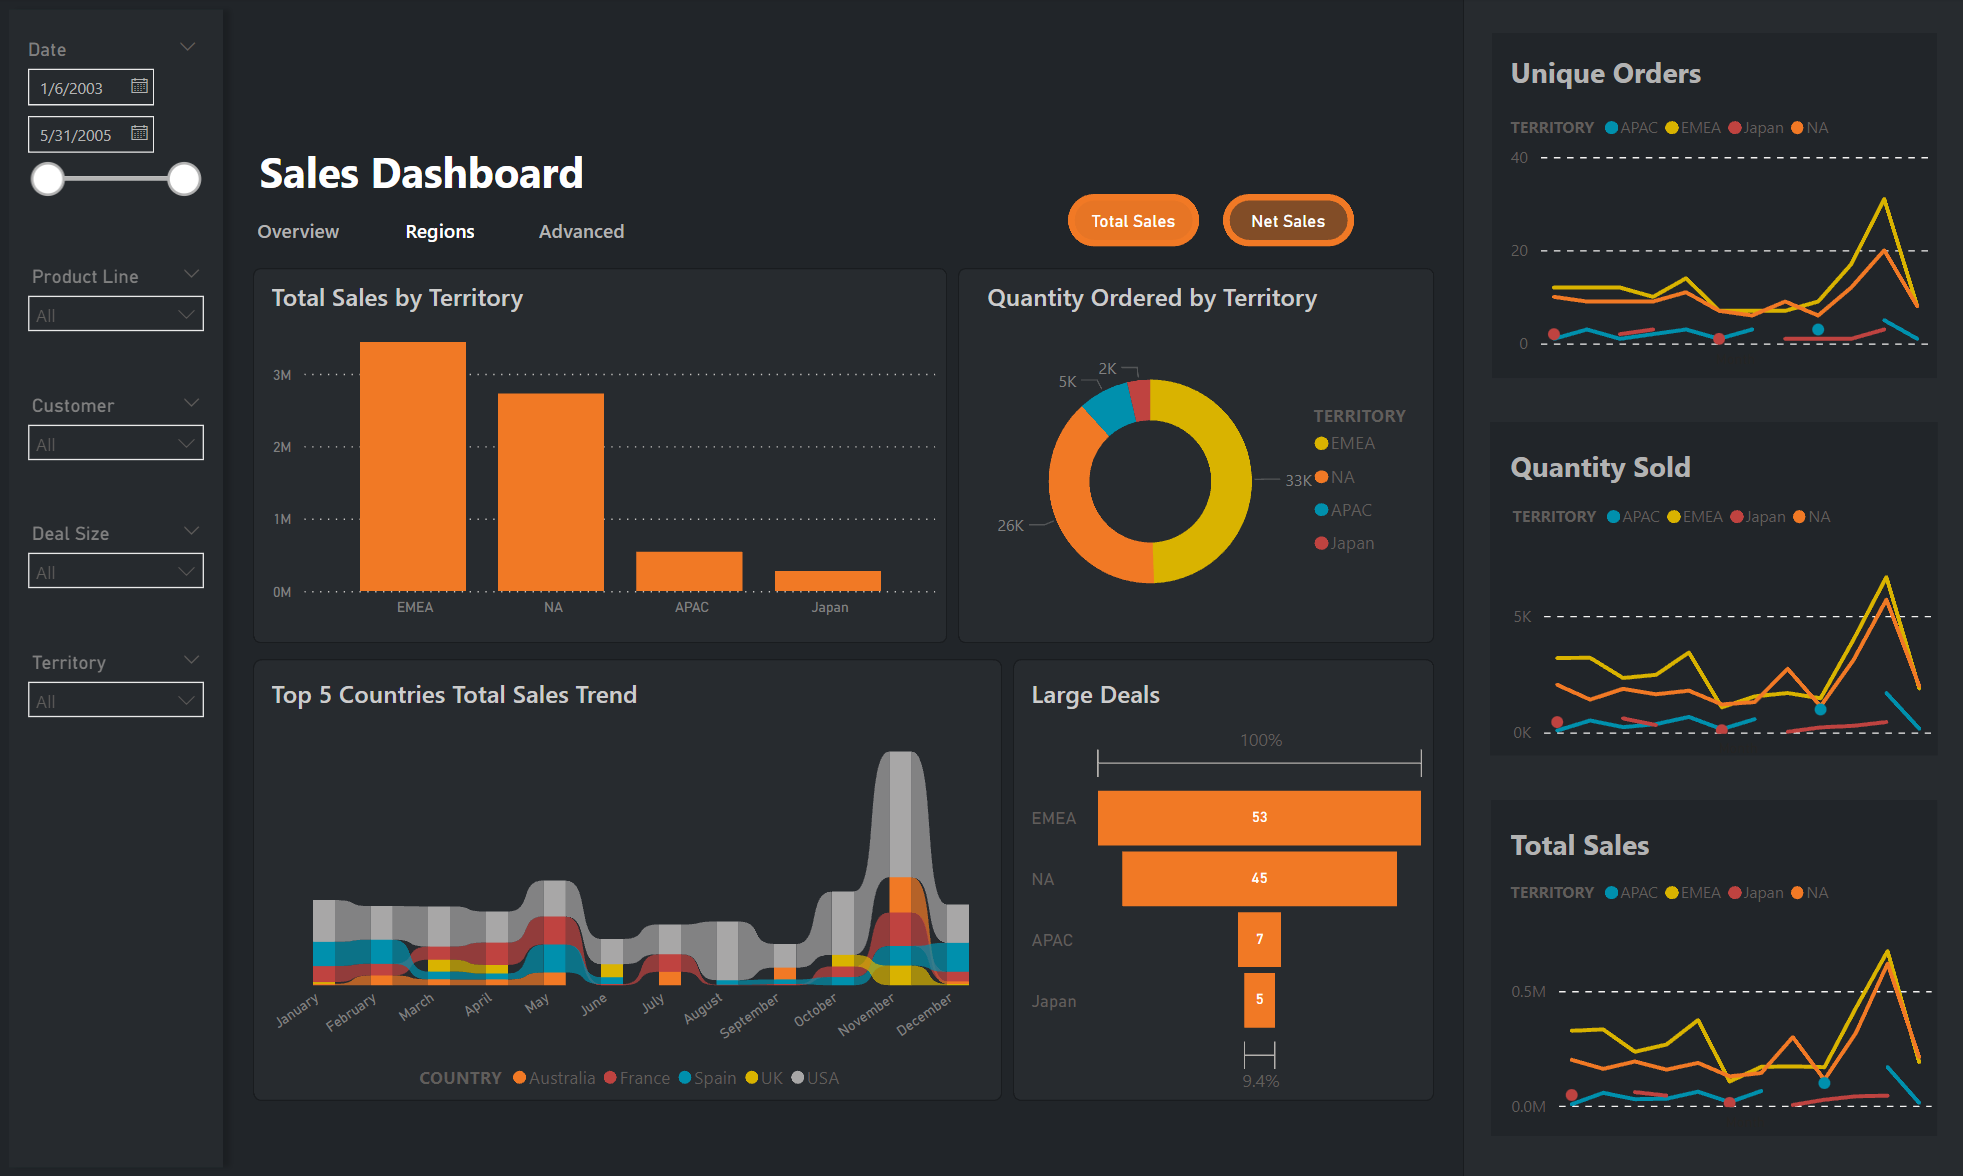 Date
1/6/2003
5/31/2005
Product Line
All
Customer
All
Deal Size
All
Territory
All
Sales Dashboard
Overview Regions Advanced
Total Sales Net Sales
Total Sales by Territory
3M
2M
1M
0M
EMEA NA APAC Japan
Quantity Ordered by Territory
2K
5K
33K
26K
TERRITORY
EMEA
NA
APAC
Japan
Top 5 Countries Total Sales Trend
January February March April May June July August September October November December
COUNTRY Australia France Spain UK USA
Large Deals
100%
EMEA 53
NA 45
APAC 7
Japan 5
9.4%
Unique Orders
TERRITORY APAC EMEA Japan NA
40
20
0
Quantity Sold
TERRITORY APAC EMEA Japan NA
5K
0K
Total Sales
TERRITORY APAC EMEA Japan NA
0.5M
0.0M